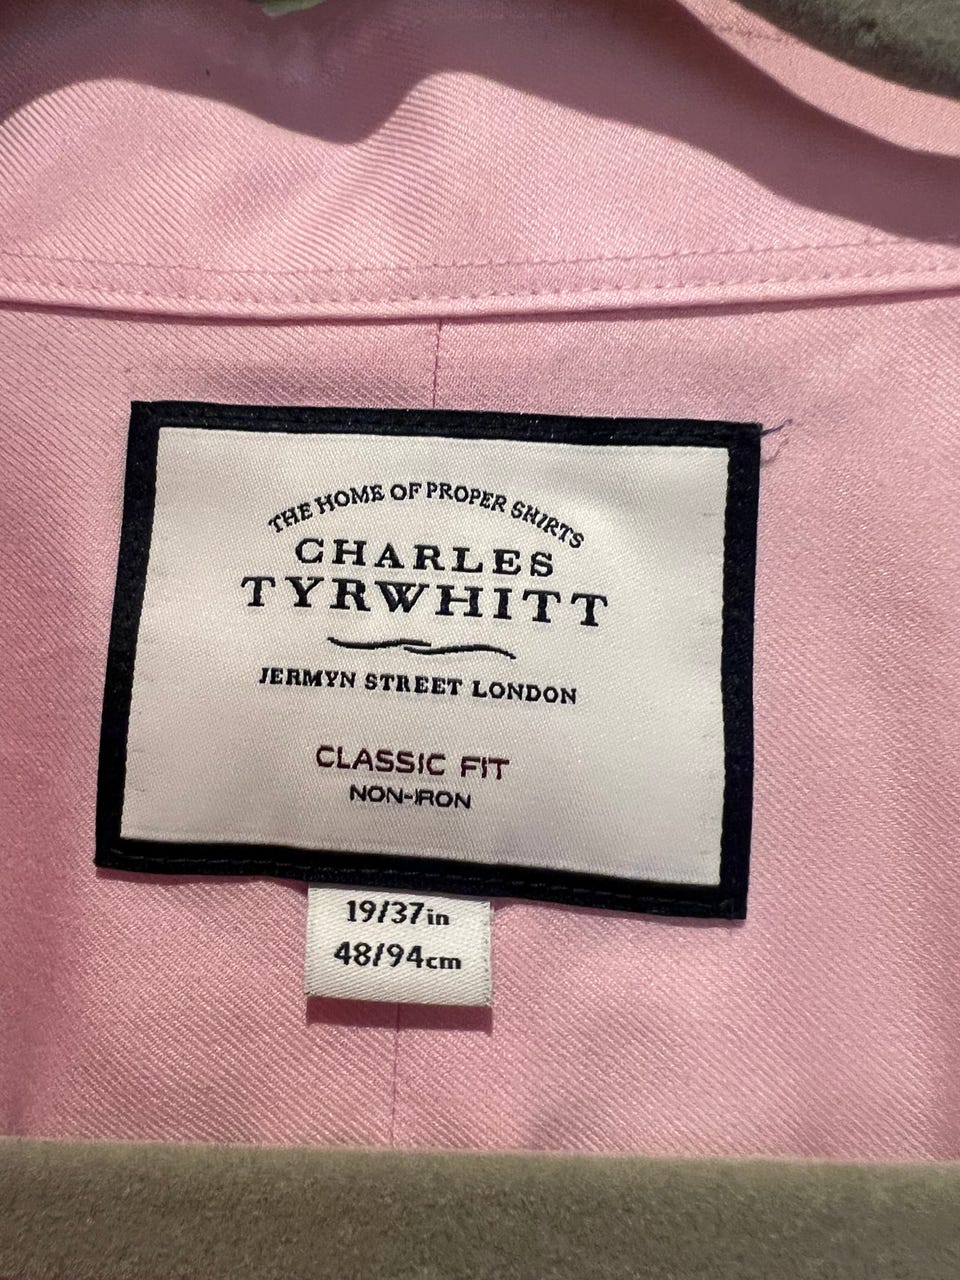 THE HOME OF PROPER SHIRTS
CHARLES
TYRWHITT
JERMYN STREET LONDON
CLASSIC FIT
NON-IRON
19/37in
48/94cm